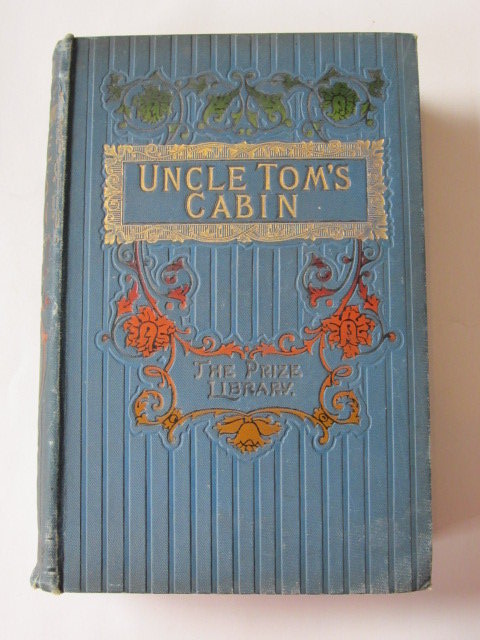 UNCLE TOM'S
CABIN
THE PRIZE
LIBRARY.